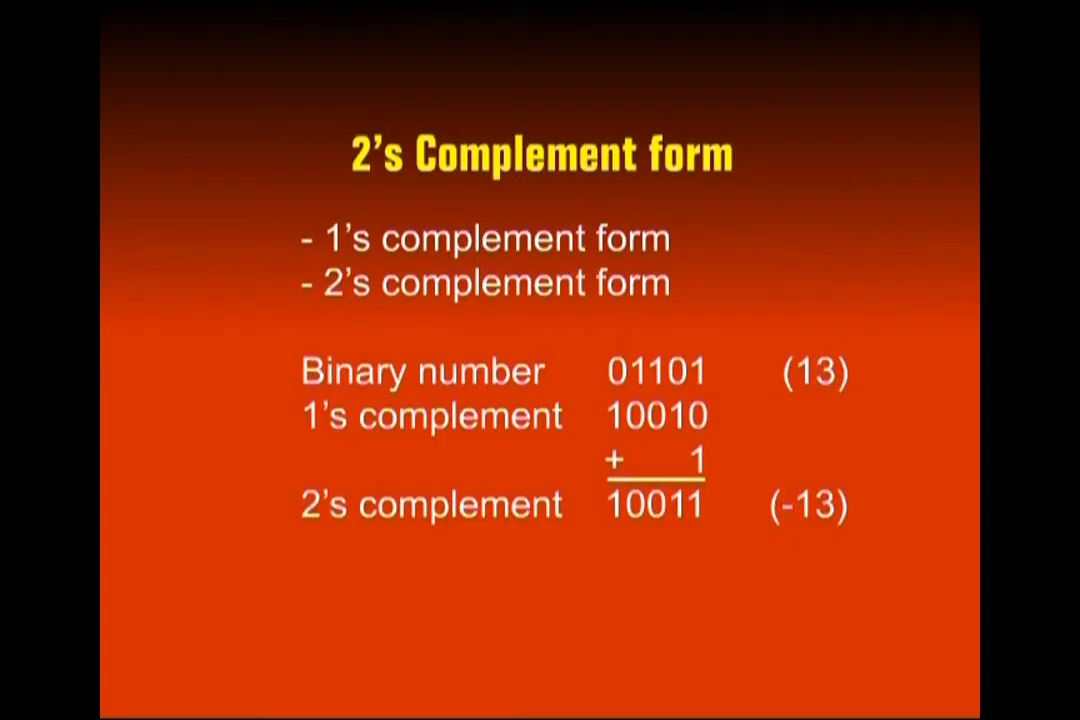 2's Complement form
- 1's complement form
- 2's complement form
Binary number 01101 (13)
1's complement 10010
+ 1
2's complement 10011 (-13)